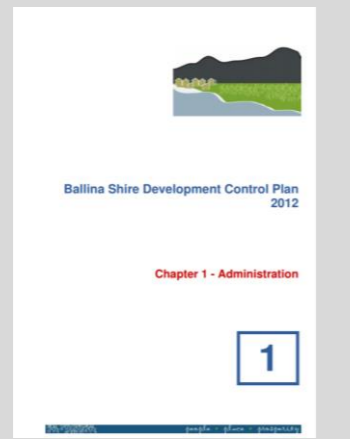 Ballina Shire Development Control Plan
2012
Chapter 1 - Administration
1
people • place • prosperity